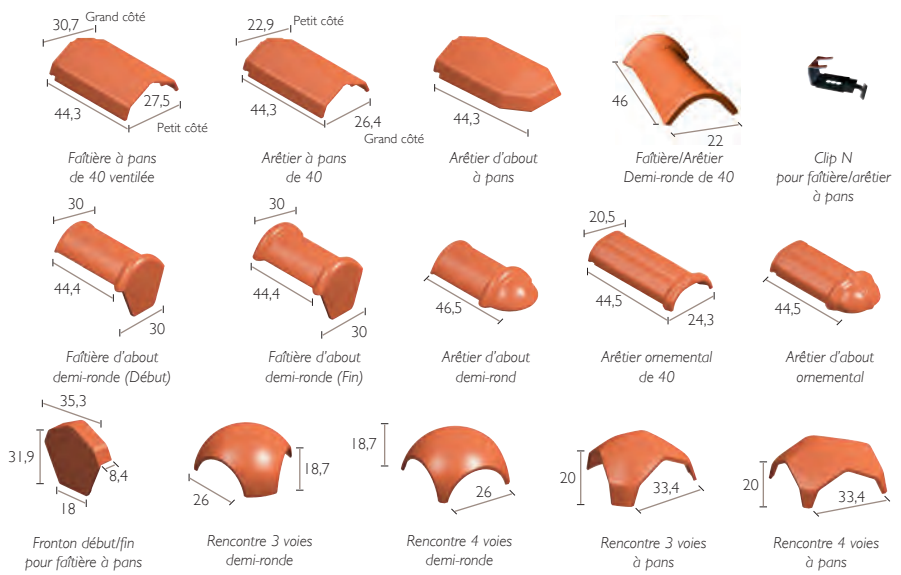 30,7
Grand côté
44,3
27,5
Petit côté
Faîtière à pans
de 40 ventilée
22,9
Petit côté
44,3
26,4
Grand côté
Arêtier à pans
de 40
44,3
Arêtier d'about
à pans
46
22
Faîtière/Arêtier
Demi-ronde de 40
Clip N
pour faîtière/arêtier
à pans
30
44,4
30
Faîtière d'about
demi-ronde (Début)
30
44,4
30
Faîtière d'about
demi-ronde (Fin)
46,5
Arêtier d'about
demi-rond
20,5
44,5
24,3
Arêtier ornemental
de 40
44,5
Arêtier d'about
ornemental
35,3
31,9
8,4
18
Fronton début/fin
pour faîtière à pans
26
18,7
Rencontre 3 voies
demi-ronde
18,7
26
Rencontre 4 voies
demi-ronde
20
33,4
Rencontre 3 voies
à pans
20
33,4
Rencontre 4 voies
à pans